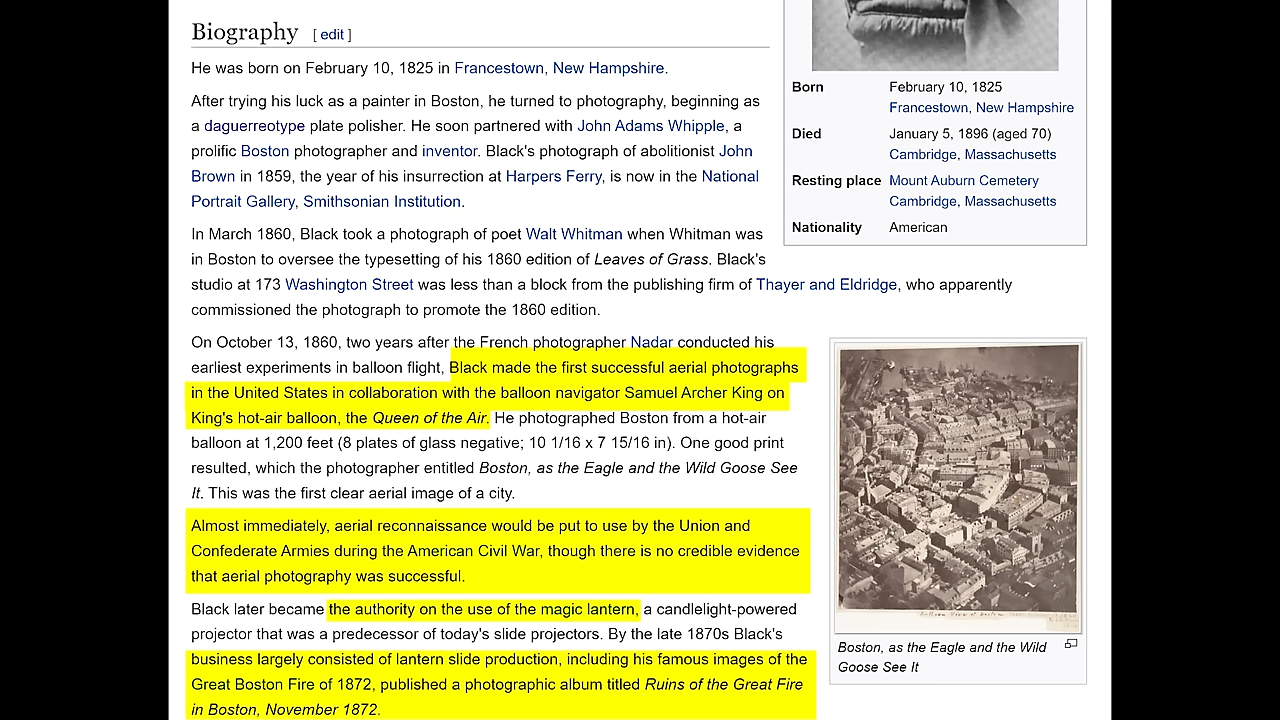 Biography [ edit ]
He was born on February 10, 1825 in Francestown, New Hampshire.
After trying his luck as a painter in Boston, he turned to photography, beginning as
a daguerreotype plate polisher. He soon partnered with John Adams Whipple, a
prolific Boston photographer and inventor. Black's photograph of abolitionist John
Brown in 1859, the year of his insurrection at Harpers Ferry, is now in the National
Portrait Gallery, Smithsonian Institution.
In March 1860, Black took a photograph of poet Walt Whitman when Whitman was
in Boston to oversee the typesetting of his 1860 edition of Leaves of Grass. Black's
studio at 173 Washington Street was less than a block from the publishing firm of Thayer and Eldridge, who apparently
commissioned the photograph to promote the 1860 edition.
On October 13, 1860, two years after the French photographer Nadar conducted his
earliest experiments in balloon flight, Black made the first successful aerial photographs
in the United States in collaboration with the balloon navigator Samuel Archer King on
King's hot-air balloon, the Queen of the Air. He photographed Boston from a hot-air
balloon at 1,200 feet (8 plates of glass negative; 10 1/16 x 7 15/16 in). One good print
resulted, which the photographer entitled Boston, as the Eagle and the Wild Goose See
It. This was the first clear aerial image of a city.
Almost immediately, aerial reconnaissance would be put to use by the Union and
Confederate Armies during the American Civil War, though there is no credible evidence
that aerial photography was successful.
Black later became the authority on the use of the magic lantern, a candlelight-powered
projector that was a predecessor of today's slide projectors. By the late 1870s Black's
business largely consisted of lantern slide production, including his famous images of the
Great Boston Fire of 1872, published a photographic album titled Ruins of the Great Fire
in Boston, November 1872.
Born February 10, 1825
Francestown, New Hampshire
Died January 5, 1896 (aged 70)
Cambridge, Massachusetts
Resting place Mount Auburn Cemetery
Cambridge, Massachusetts
Nationality American
Boston, as the Eagle and the Wild
Goose See It